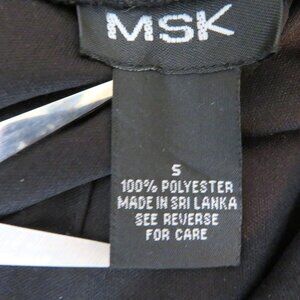 MSK
S
100% POLYESTER
MADE IN SRI LANKA
SEE REVERSE
FOR CARE